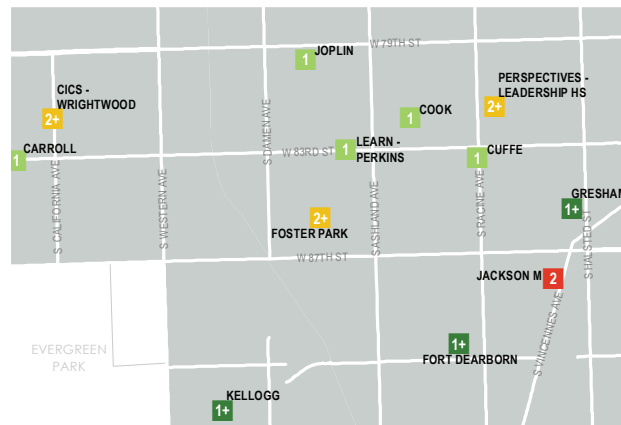 W 79TH ST
JOPLIN
1
CICS -
WRIGHTWOOD
2+
PERSPECTIVES -
LEADERSHIP HS
2+
COOK
1
S DAMEN AVE
CARROLL
1
W 83RD ST
LEARN -
PERKINS
1
CUFFE
1
S CALIFORNIA AVE
S WESTERN AVE
S ASHLAND AVE
S RACINE AVE
GRESHAM
1+
S HALSTED ST
2+
FOSTER PARK
W 87TH ST
JACKSON M
2
S VINCENNES AVE
EVERGREEN
PARK
1+
FORT DEARBORN
KELLOGG
1+